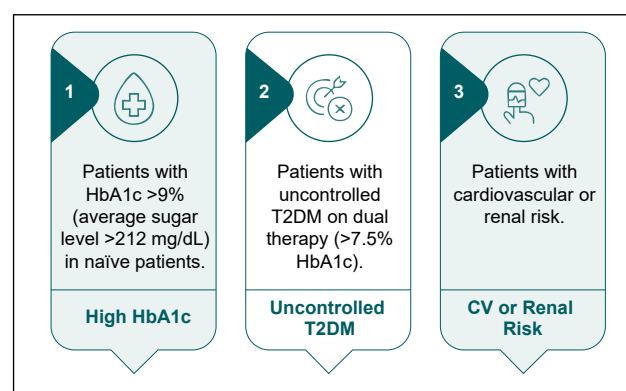 1
Patients with
HbA1c >9%
(average sugar
level >212 mg/dL)
in naïve patients.
High HbA1c
2
Patients with
uncontrolled
T2DM on dual
therapy (>7.5%
HbA1c).
Uncontrolled
T2DM
3
Patients with
cardiovascular or
renal risk.
CV or Renal
Risk